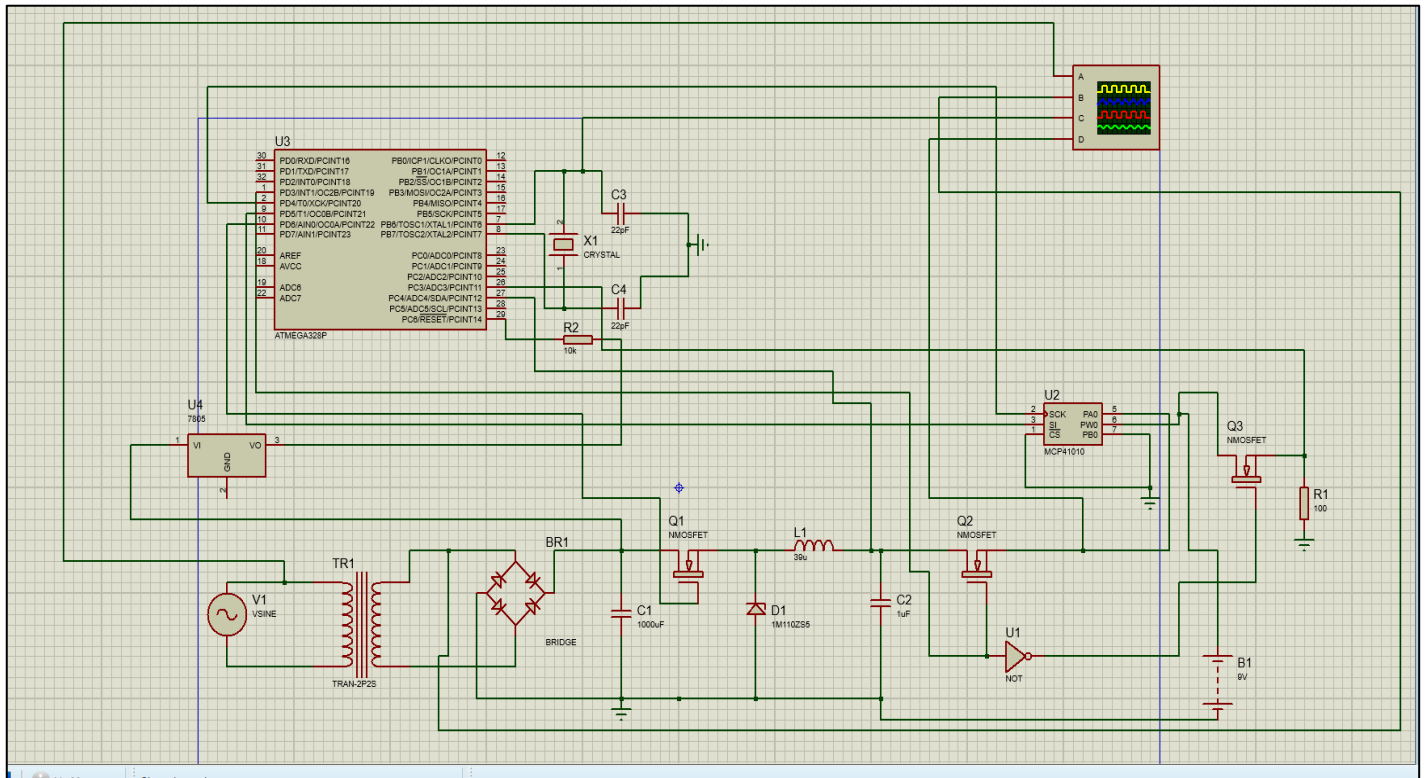 A
B
C
D
U3
30
31
32
1
2
9
10
11
20
18
19
22
PD0/RXD/PCINT16
PD1/TXD/PCINT17
PD2/INT0/PCINT18
PD3/INT1/OC2B/PCINT19
PD4/T0/XCK/PCINT20
PD5/T1/OC0B/PCINT21
PD6/AIN0/OC0A/PCINT22
PD7/AIN1/PCINT23
AREF
AVCC
ADC6
ADC7
PB0/ICP1/CLKO/PCINT0
PB1/OC1A/PCINT1
PB2/SS/OC1B/PCINT2
PB3/MOSI/OC2A/PCINT3
PB4/MISO/PCINT4
PB5/SCK/PCINT5
PB6/TOSC1/XTAL1/PCINT6
PB7/TOSC2/XTAL2/PCINT7
PC0/ADC0/PCINT8
PC1/ADC1/PCINT9
PC2/ADC2/PCINT10
PC3/ADC3/PCINT11
PC4/ADC4/SDA/PCINT12
PC5/ADC5/SCL/PCINT13
PC6/RESET/PCINT14
12
13
14
15
16
17
7
8
23
24
25
26
27
28
29
ATMEGA328P
C3
22pF
2
X1
CRYSTAL
1
C4
22pF
R2
10k
U4
7805
1
VI
VO
3
GND
2
U2
2
3
1
SCK
SI
CS
PA0
PW0
PB0
5
6
7
MCP41010
Q3
NMOSFET
R1
100
Q1
NMOSFET
L1
39u
Q2
NMOSFET
TR1
BR1
V1
VSINE
TRAN-2P2S
BRIDGE
C1
1000uF
D1
1M110ZS5
C2
1uF
U1
NOT
B1
9V